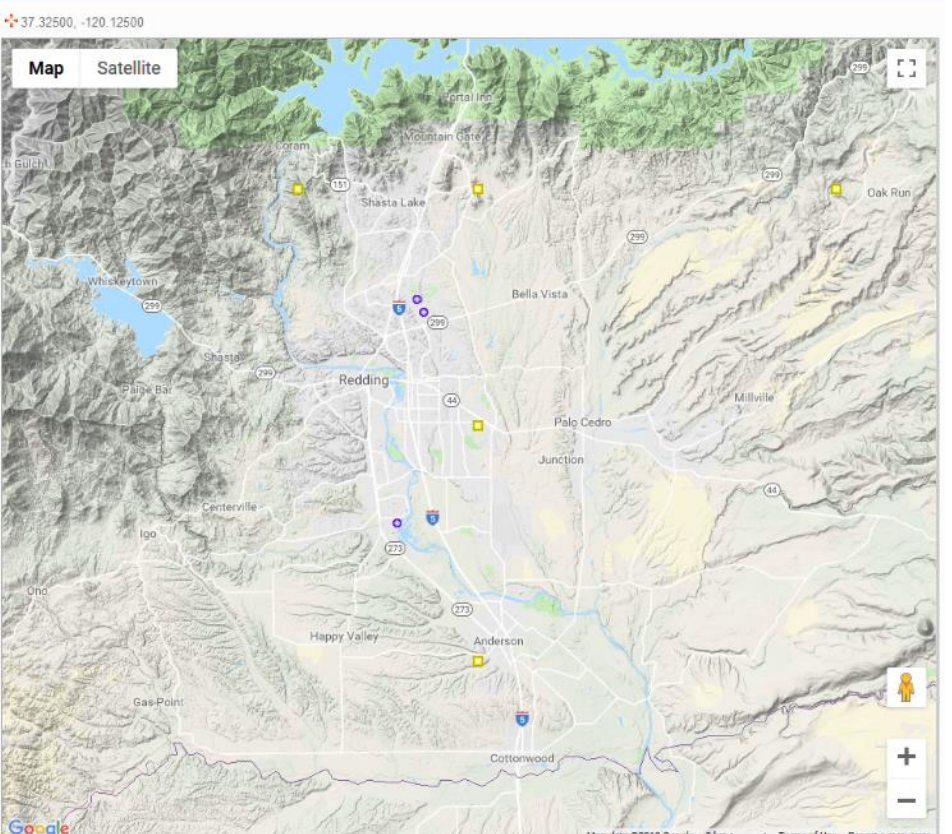 37.32500, -120.12500
Map
Satellite
299
Portal Inn
Mountain Gate
Coram
h Gulch
151
299
Shasta Lake
Oak Run
299
Whiskeytown
299
Bella Vista
5
299
Shasta
299
Redding
Paige Bar
44
Millville
Palo Cedro
Junction
44
Centerville
5
Igo
273
Ono
273
Happy Valley
Anderson
Gas-Point
5
Cottonwood
Google